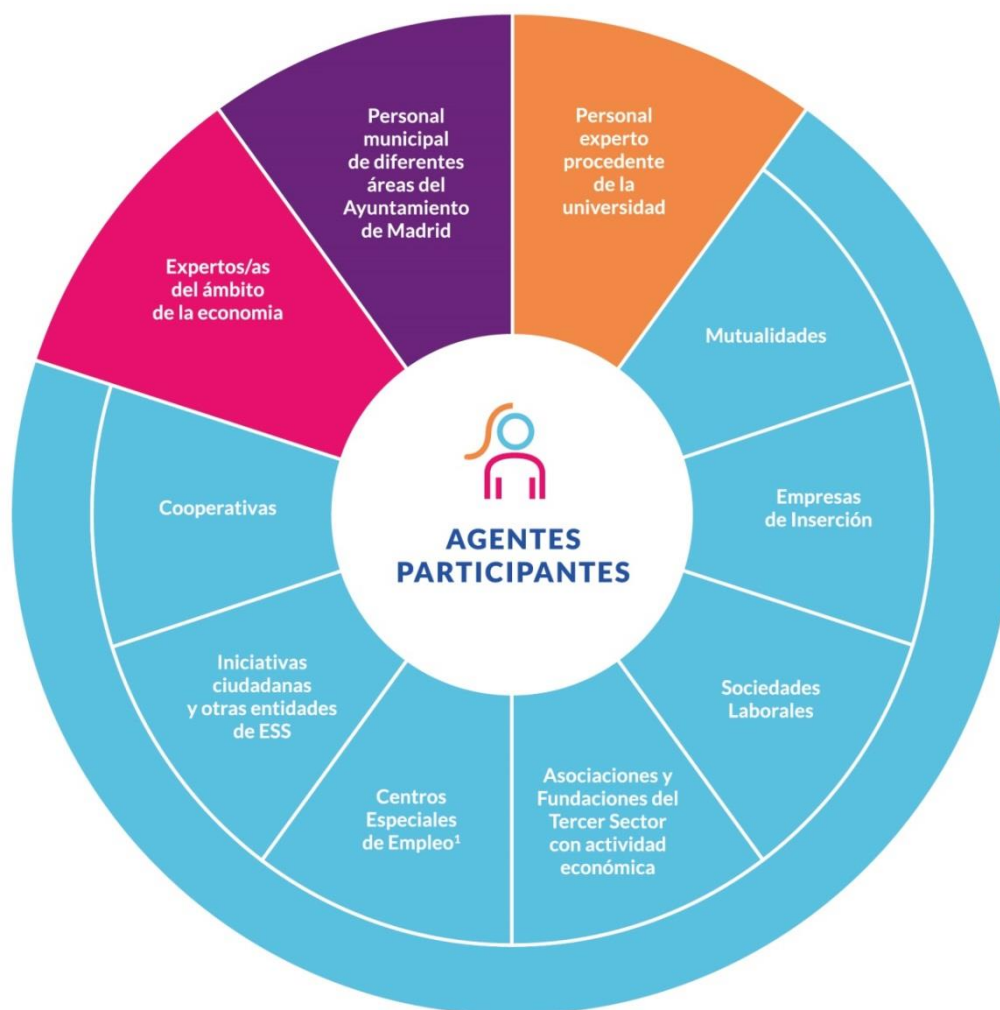 Personal
municipal
de diferentes
áreas del
Ayuntamiento
de Madrid
Personal
experto
procedente
de la
universidad
Expertos/as
del ámbito
de la economia
Mutualidades
Cooperativas
Empresas
de Inserción
AGENTES
PARTICIPANTES
Iniciativas
ciudadanas
y otras entidades
de ESS
Sociedades
Laborales
Centros
Especiales
de Empleo¹
Asociaciones y
Fundaciones del
Tercer Sector
con actividad
económica